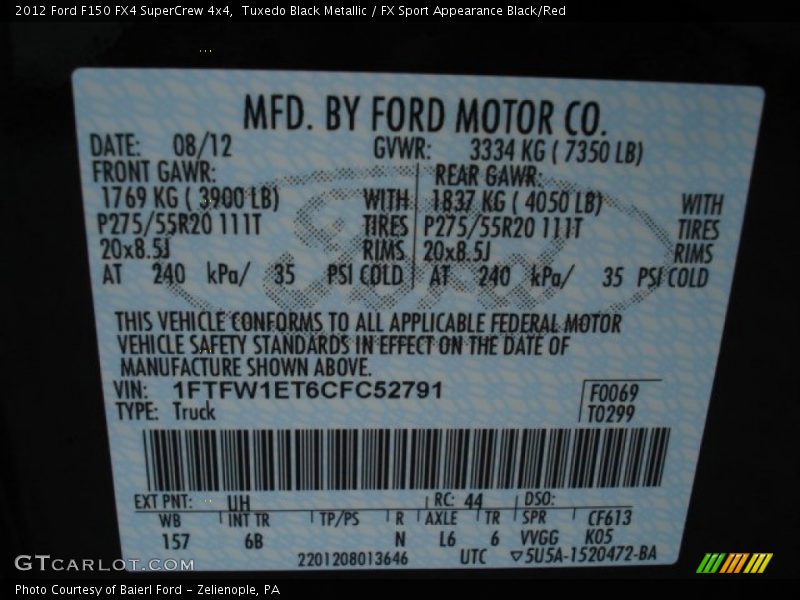 2012 Ford F150 FX4 SuperCrew 4x4,  Tuxedo Black Metallic / FX Sport Appearance Black/Red
MFD. BY FORD MOTOR CO.
DATE: 08/12 GVWR: 3334 KG ( 7350 LB)
FRONT GAWR: REAR GAWR:
1769 KG ( 3900 LB) WITH 1837 KG ( 4050 LB) WITH
P275/55R20 111T TIRES P275/55R20 111T TIRES
20x8.5J RIMS 20x8.5J RIMS
AT 240 kPa/ 35 PSI COLD AT 240 kPa/ 35 PSI COLD
Ford
THIS VEHICLE CONFORMS TO ALL APPLICABLE FEDERAL MOTOR
VEHICLE SAFETY STANDARDS IN EFFECT ON THE DATE OF
MANUFACTURE SHOWN ABOVE.
VIN: 1FTFW1ET6CFC52791 F0069
TYPE: Truck T0299
EXT PNT: UH RC: 44 DSO:
WB INT TR TP/PS R AXLE TR SPR CF613
157 6B N L6 6 VVGG K05
2201208013646 UTC ▽5U5A-1520472-BA
GTCARLOT.COM
Photo Courtesy of Baierl Ford - Zelienople, PA